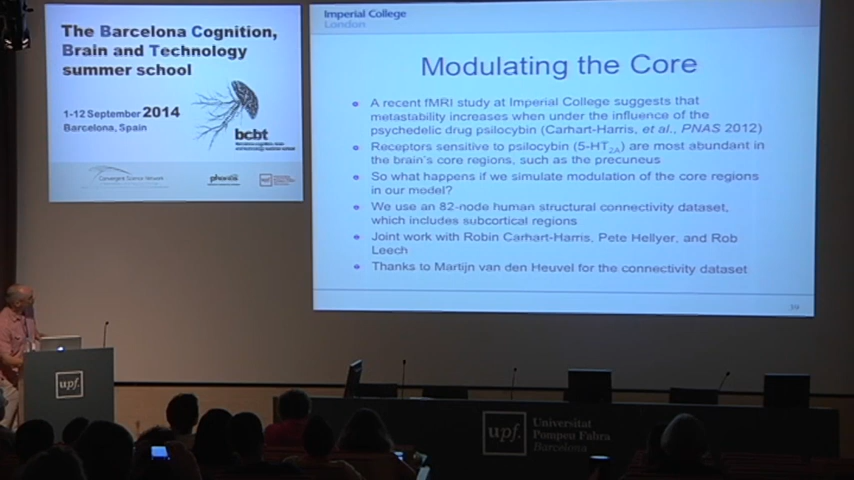 The Barcelona Cognition,
Brain and Technology
summer school
1-12 September 2014
Barcelona, Spain
bcbt
Convergent Science Network
Imperial College
London
Modulating the Core
A recent fMRI study at Imperial College suggests that
metastability increases when under the influence of the
psychedelic drug psilocybin (Carhart-Harris, et al., PNAS 2012)
Receptors sensitive to psilocybin (5-HT2A) are most abundant in
the brain's core regions, such as the precuneus
So what happens if we simulate modulation of the core regions
in our model?
We use an 82-node human structural connectivity dataset,
which includes subcortical regions
Joint work with Robin Carhart-Harris, Pete Hellyer, and Rob
Leech
Thanks to Martijn van den Heuvel for the connectivity dataset
upf.
upf.
Universitat
Pompeu Fabra
Barcelona